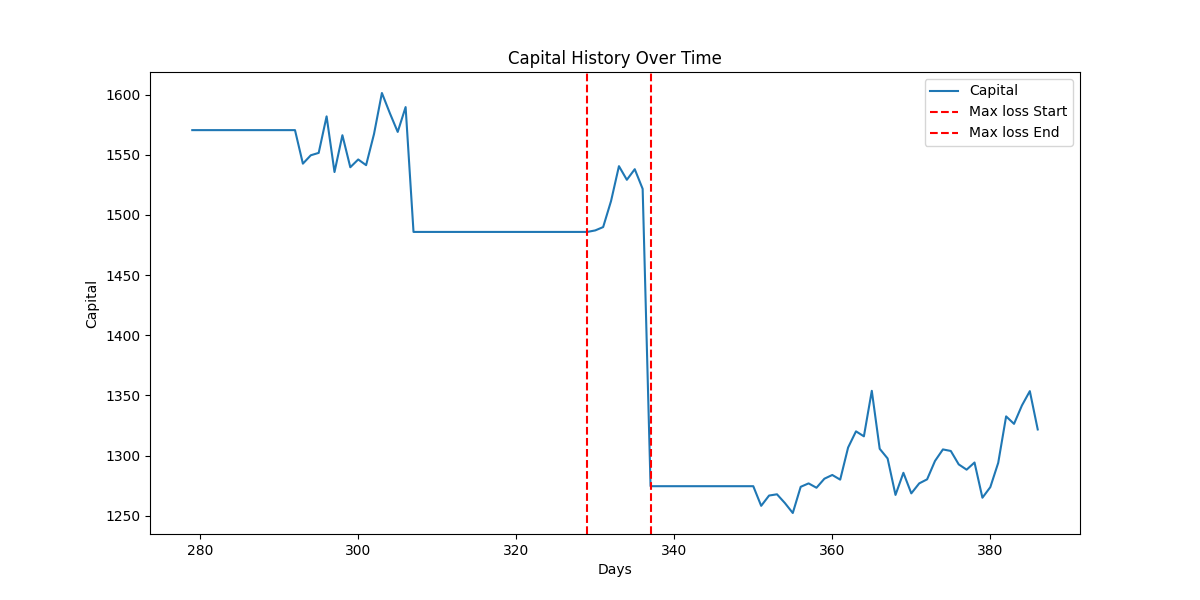 Capital History Over Time
Capital
Max loss Start
Max loss End
1600
1550
1500
1450
1400
1350
1300
1250
Capital
280 300 320 340 360 380
Days